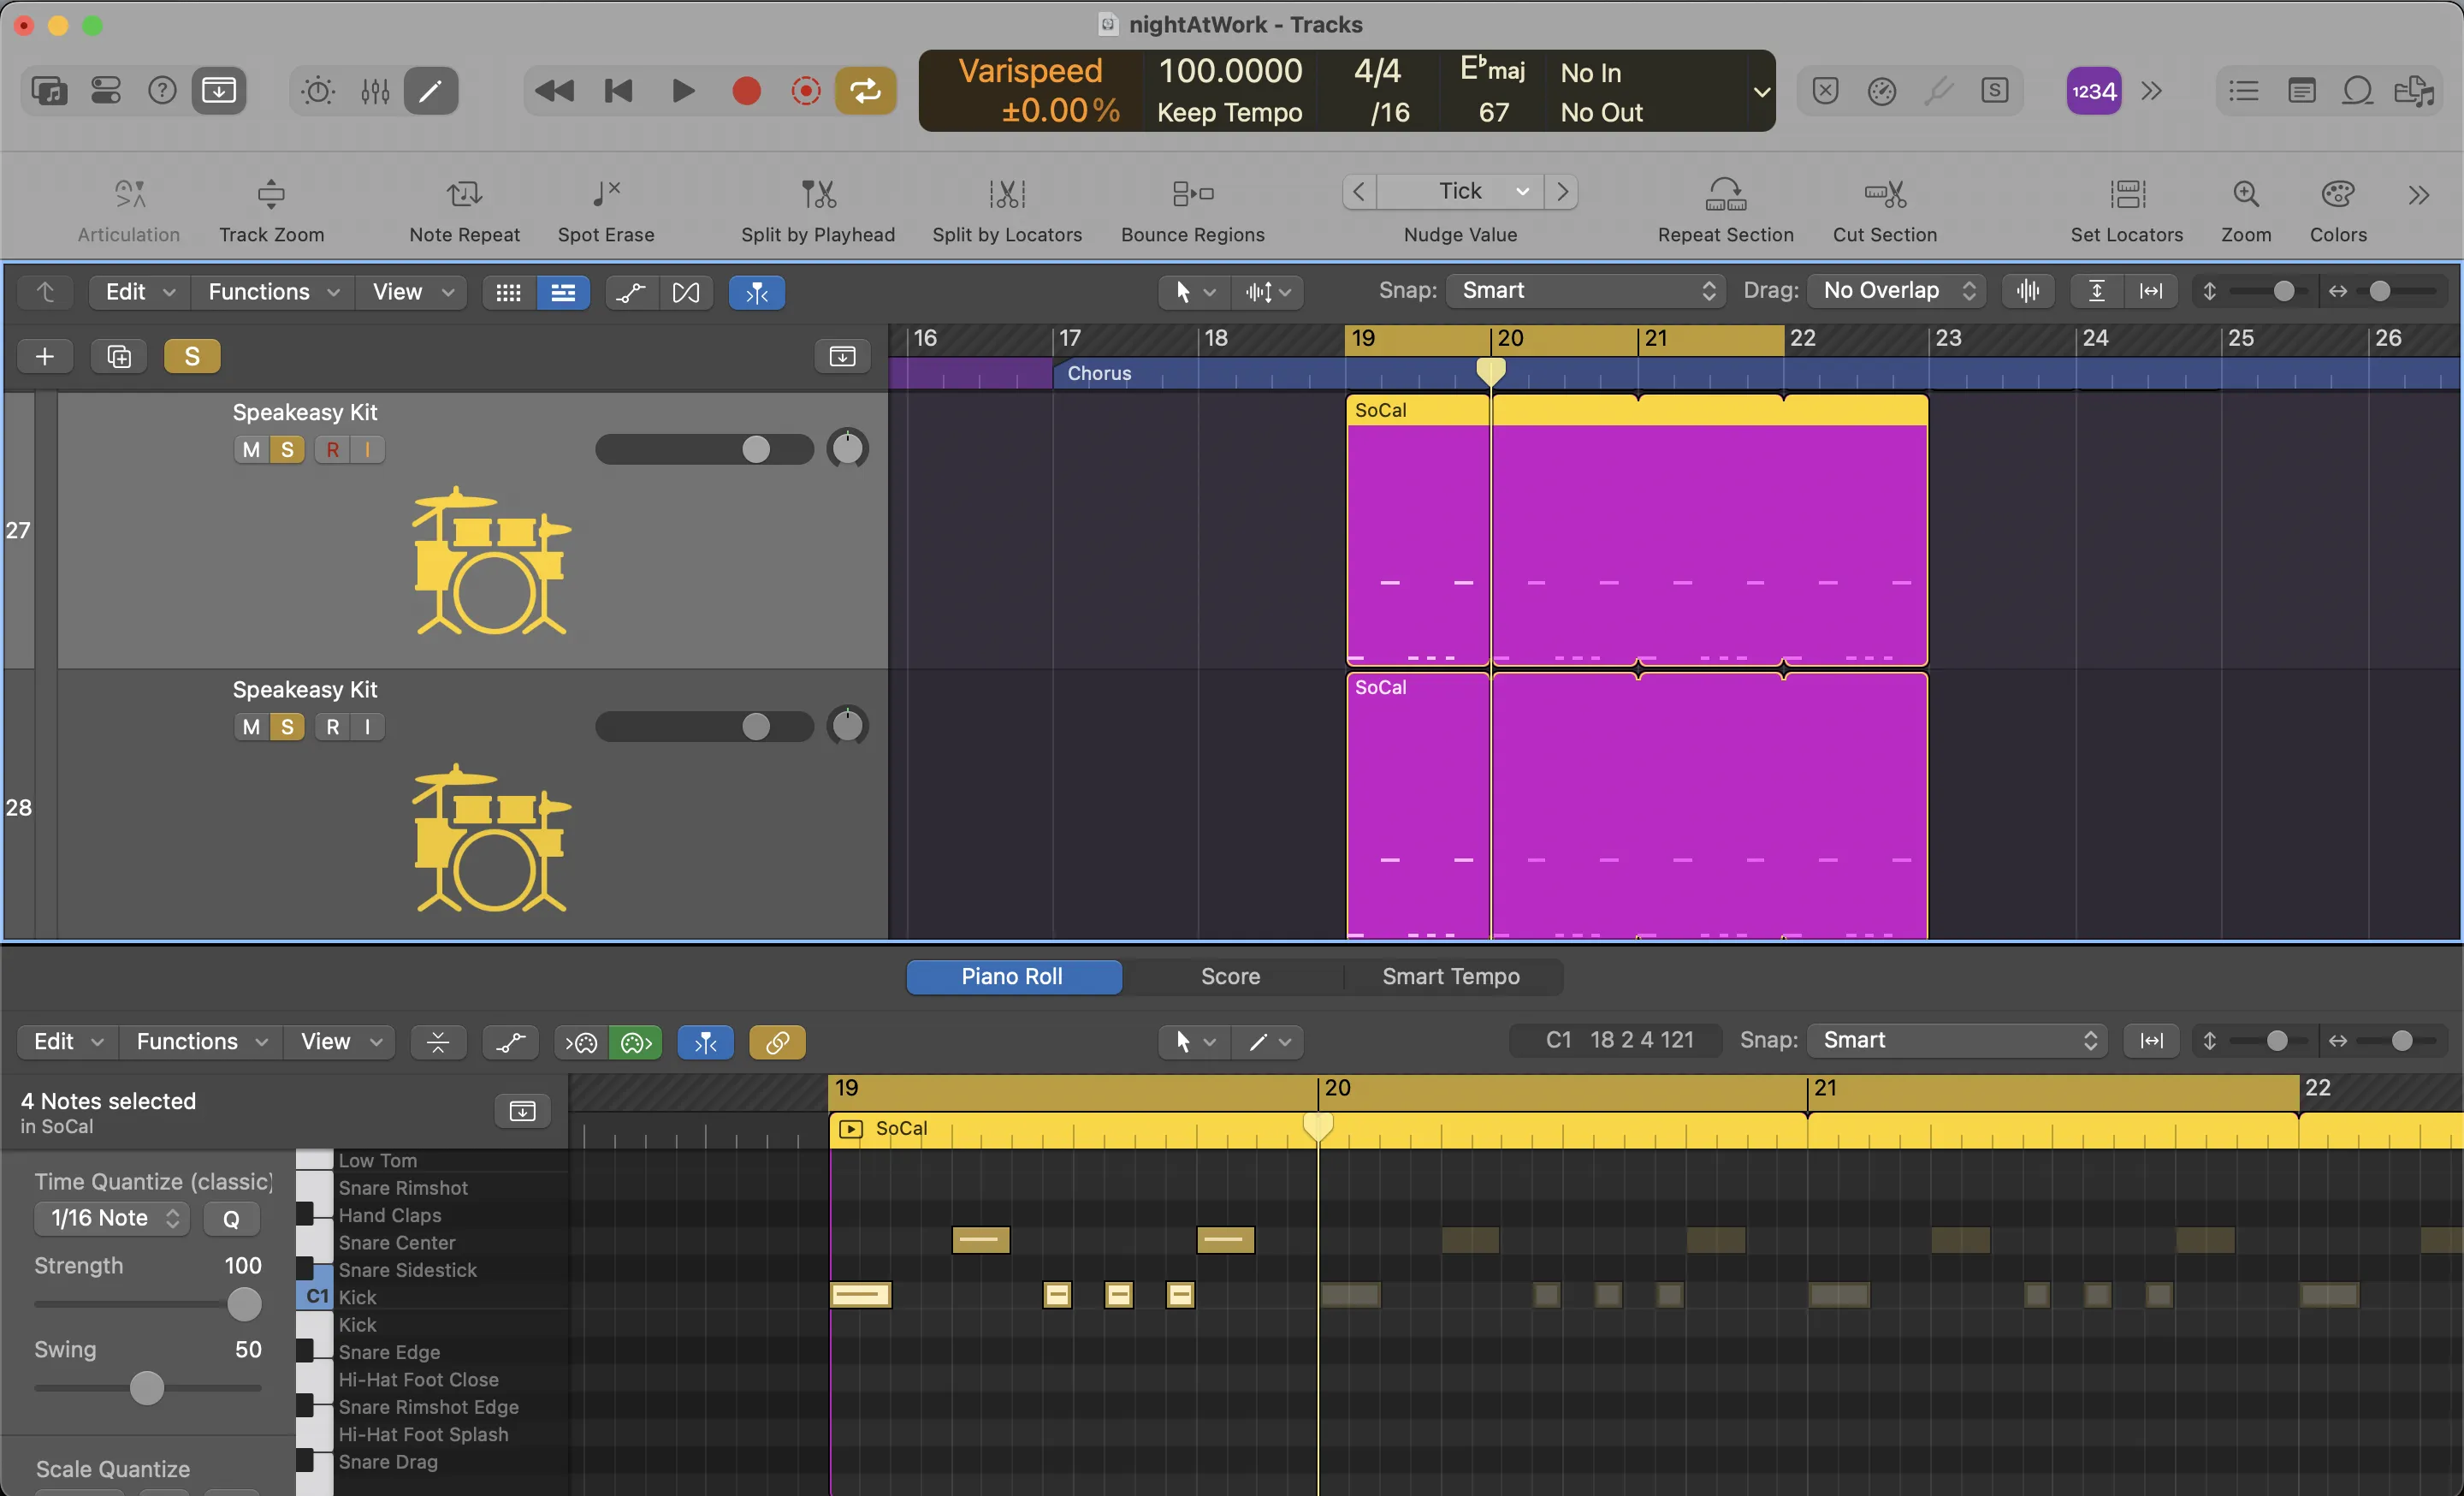 nightAtWork - Tracks
Varispeed 100.0000 4/4 E♭maj No In
±0.00% Keep Tempo /16 67 No Out
1234
S
Articulation Track Zoom Note Repeat Spot Erase Split by Playhead Split by Locators Bounce Regions Tick Nudge Value Repeat Section Cut Section Set Locators Zoom Colors
Edit Functions View Snap: Smart Drag: No Overlap
S 16 17 18 19 20 21 22 23 24 25 26
Chorus
Speakeasy Kit
M S R I
27
SoCal
Speakeasy Kit
M S R I
28
SoCal
Piano Roll Score Smart Tempo
Edit Functions View C1 18 2 4 121 Snap: Smart
4 Notes selected
in SoCal
19 20 21 22
SoCal
Time Quantize (classic)
1/16 Note Q
Strength 100
Swing 50
Scale Quantize
Low Tom
Snare Rimshot
Hand Claps
Snare Center
Snare Sidestick
C1 Kick
Kick
Snare Edge
Hi-Hat Foot Close
Snare Rimshot Edge
Hi-Hat Foot Splash
Snare Drag